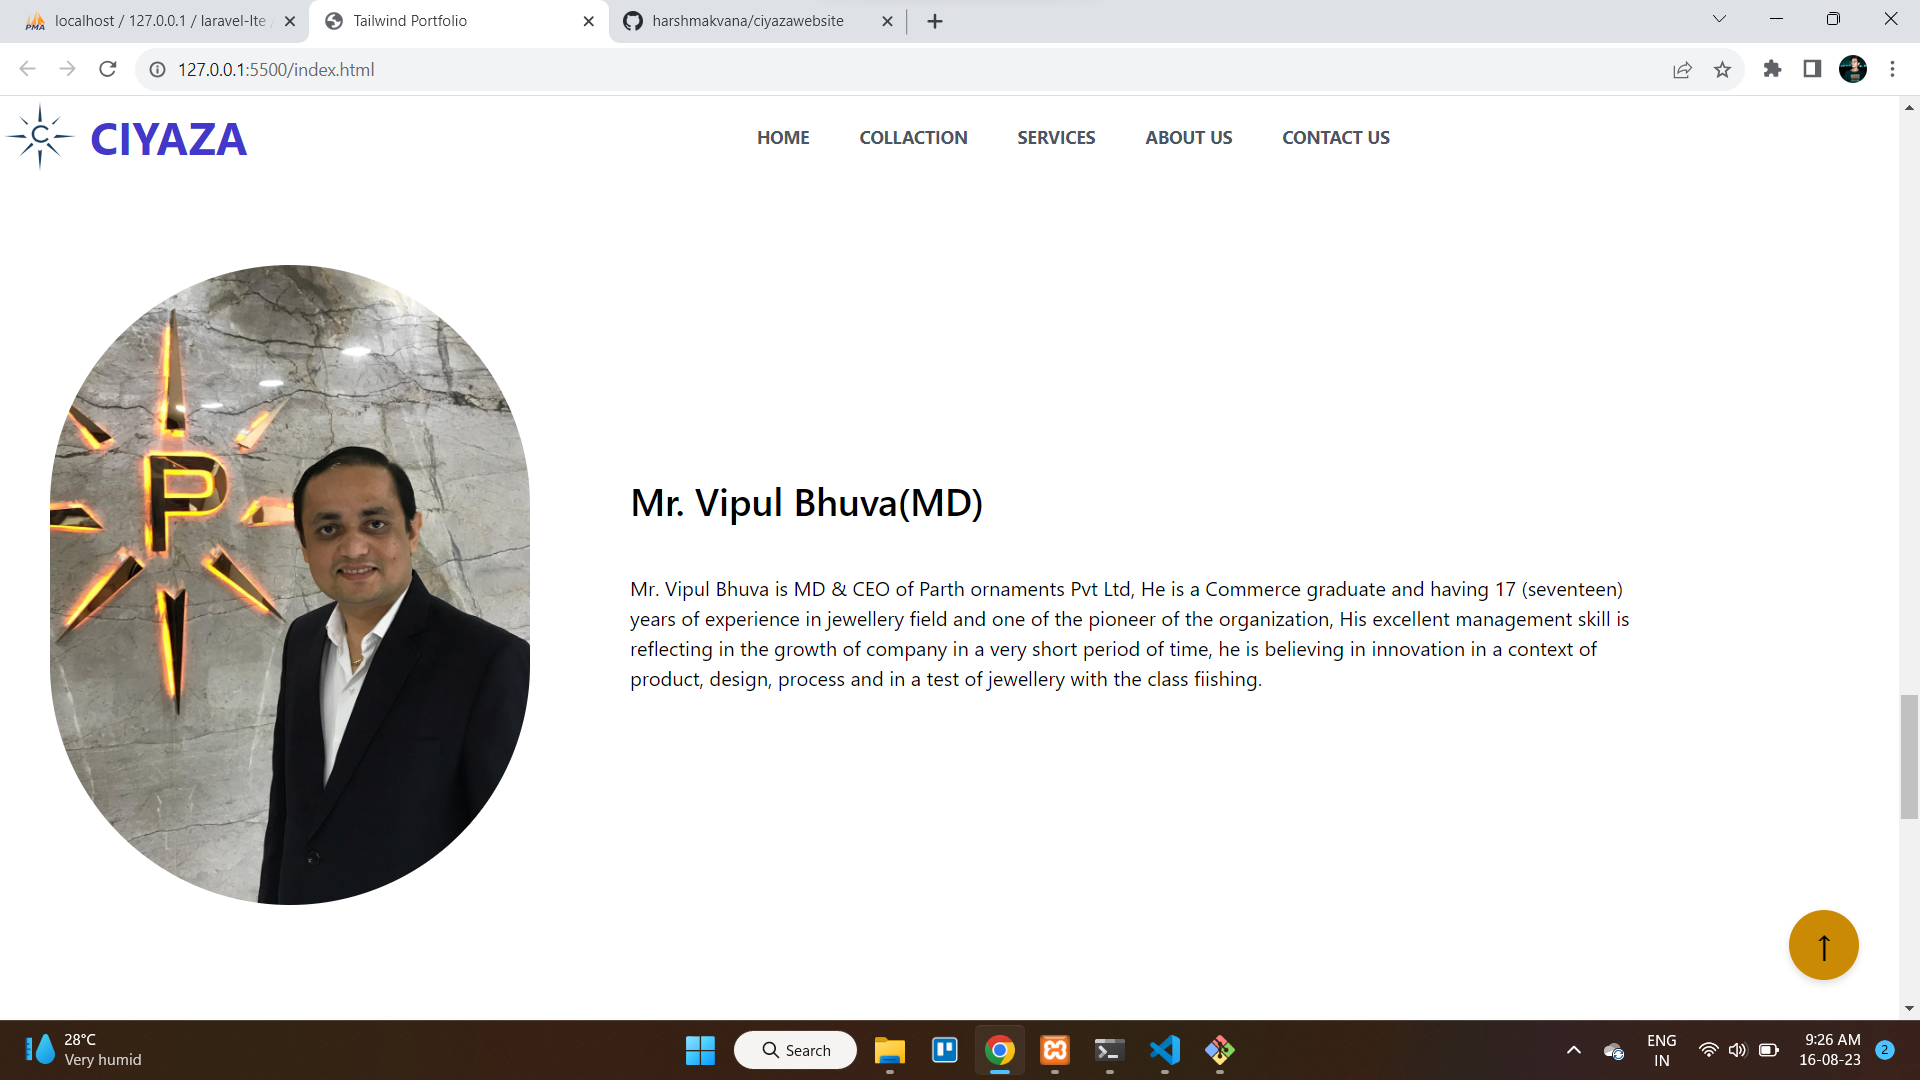 localhost / 127.0.0.1 / laravel-lte
Tailwind Portfolio
harshmakvana/ciyazawebsite
127.0.0.1:5500/index.html
C
CIYAZA
HOME
COLLACTION
SERVICES
ABOUT US
CONTACT US
P
Mr. Vipul Bhuva(MD)
Mr. Vipul Bhuva is MD & CEO of Parth ornaments Pvt Ltd, He is a Commerce graduate and having 17 (seventeen)
years of experience in jewellery field and one of the pioneer of the organization, His excellent management skill is
reflecting in the growth of company in a very short period of time, he is believing in innovation in a context of
product, design, process and in a test of jewellery with the class fiishing.
↑
28°C
Very humid
Search
ENG
IN
9:26 AM
16-08-23
2